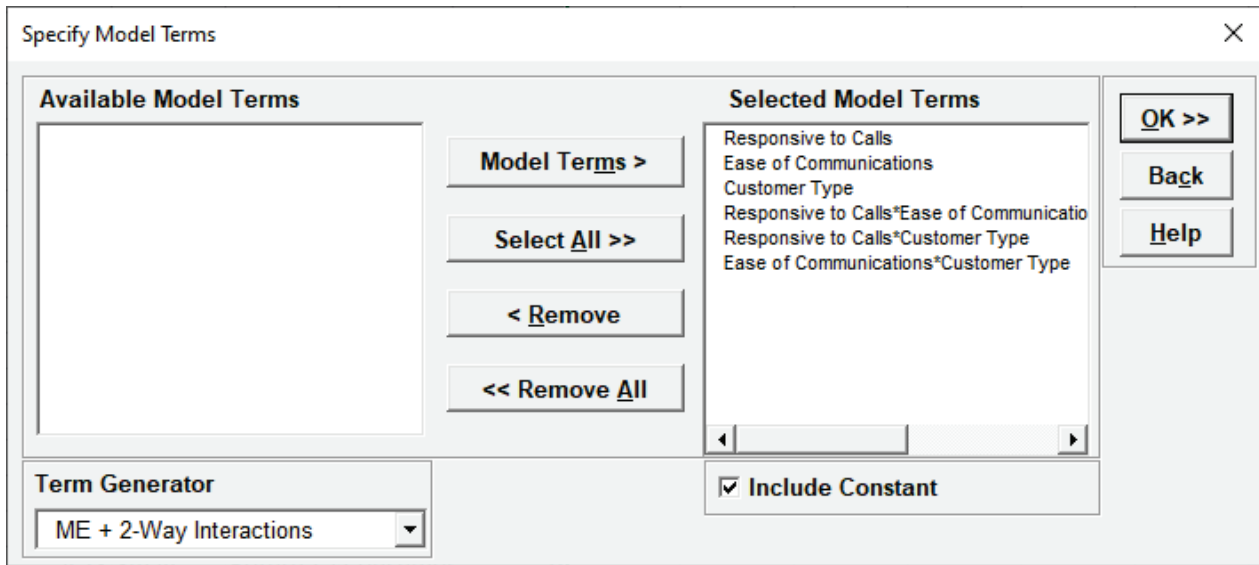 Specify Model Terms
Available Model Terms
Model Terms >
Select All >>
< Remove
<< Remove All
Selected Model Terms
Responsive to Calls
Ease of Communications
Customer Type
Responsive to Calls*Ease of Communicatio
Responsive to Calls*Customer Type
Ease of Communications*Customer Type
OK >>
Back
Help
Term Generator
ME + 2-Way Interactions
Include Constant